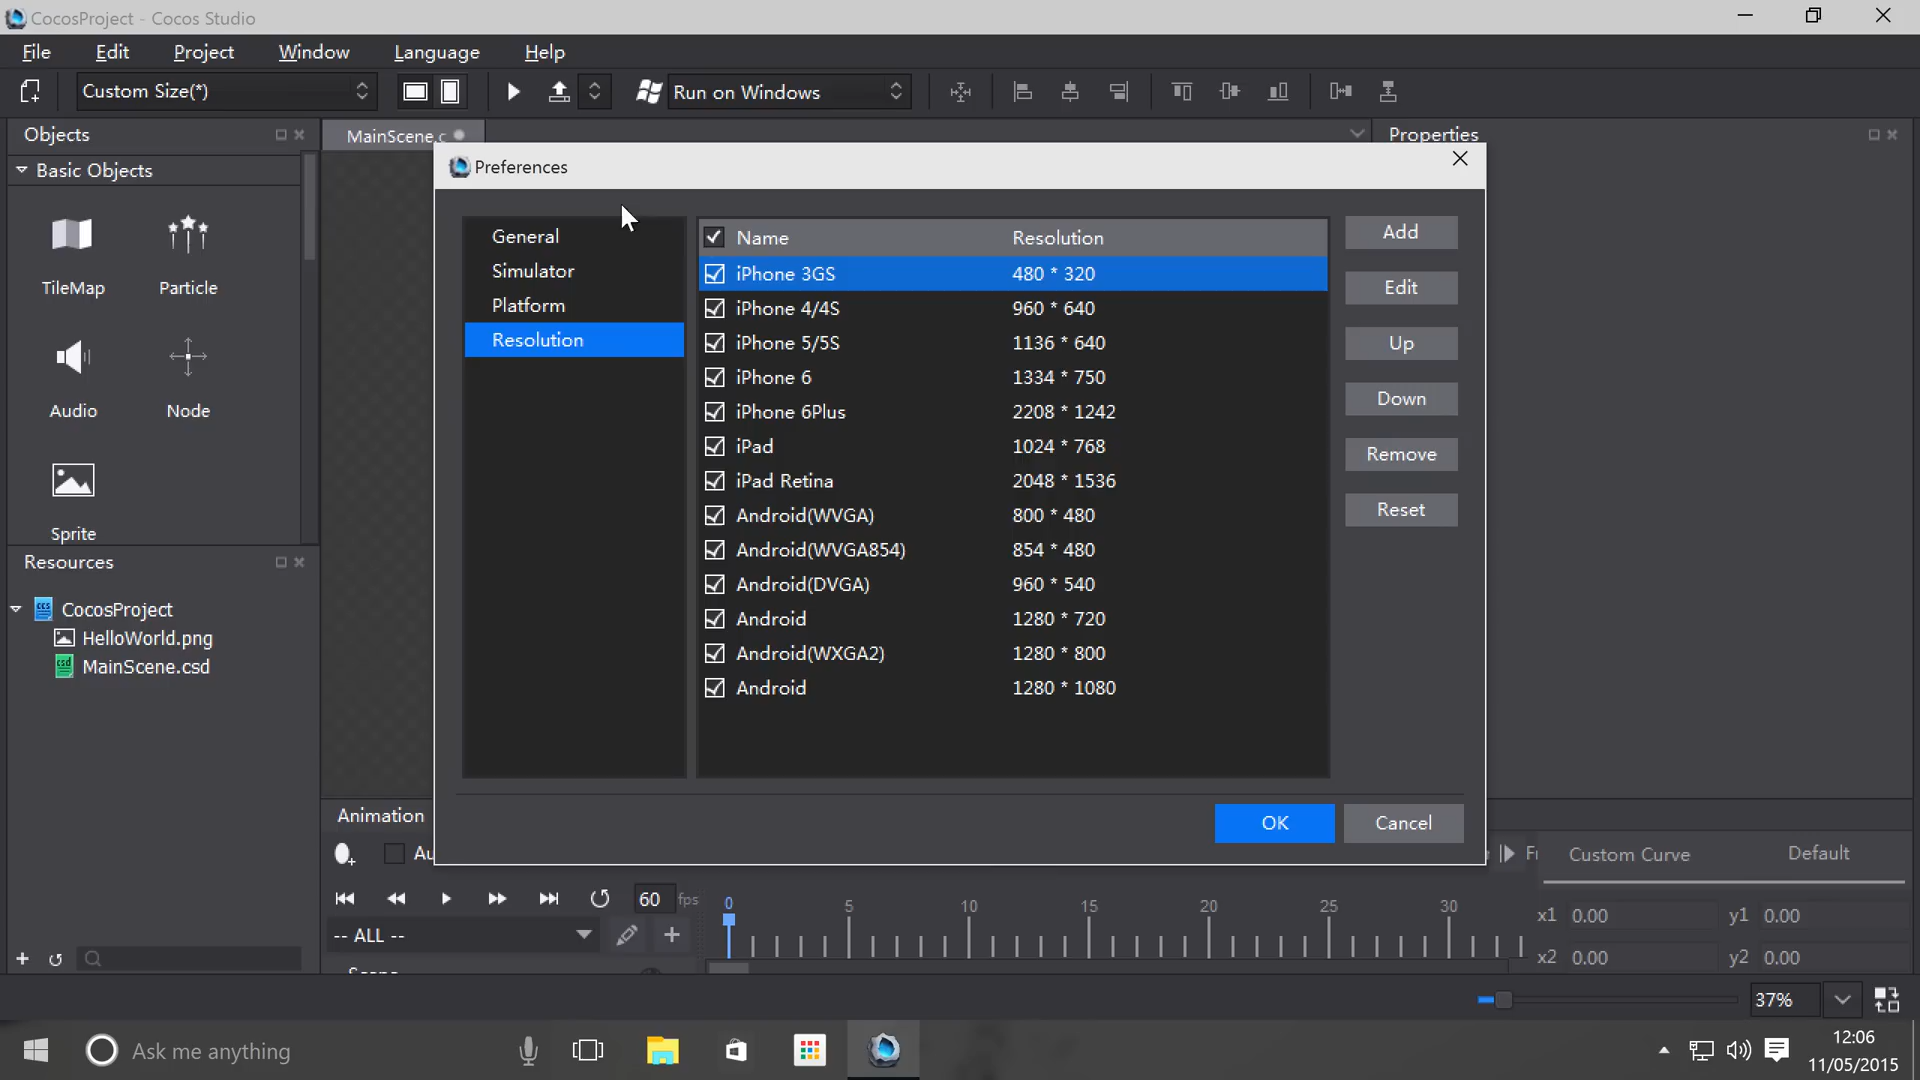 CocosProject - Cocos Studio
File Edit Project Window Language Help
Custom Size(*) Run on Windows
Objects
MainScene.c
Properties
Basic Objects
TileMap Particle
Audio Node
Sprite
Resources
CocosProject
HelloWorld.png
MainScene.csd
Preferences
General
Simulator
Platform
Resolution
Name Resolution
iPhone 3GS 480 * 320
iPhone 4/4S 960 * 640
iPhone 5/5S 1136 * 640
iPhone 6 1334 * 750
iPhone 6Plus 2208 * 1242
iPad 1024 * 768
iPad Retina 2048 * 1536
Android(WVGA) 800 * 480
Android(WVGA854) 854 * 480
Android(DVGA) 960 * 540
Android 1280 * 720
Android(WXGA2) 1280 * 800
Android 1280 * 1080
Add
Edit
Up
Down
Remove
Reset
OK Cancel
Animation
Au
Custom Curve Default
60 fps
0 5 10 15 20 25 30
x1 0.00 y1 0.00
-- ALL --
x2 0.00 y2 0.00
37%
Ask me anything
12:06
11/05/2015